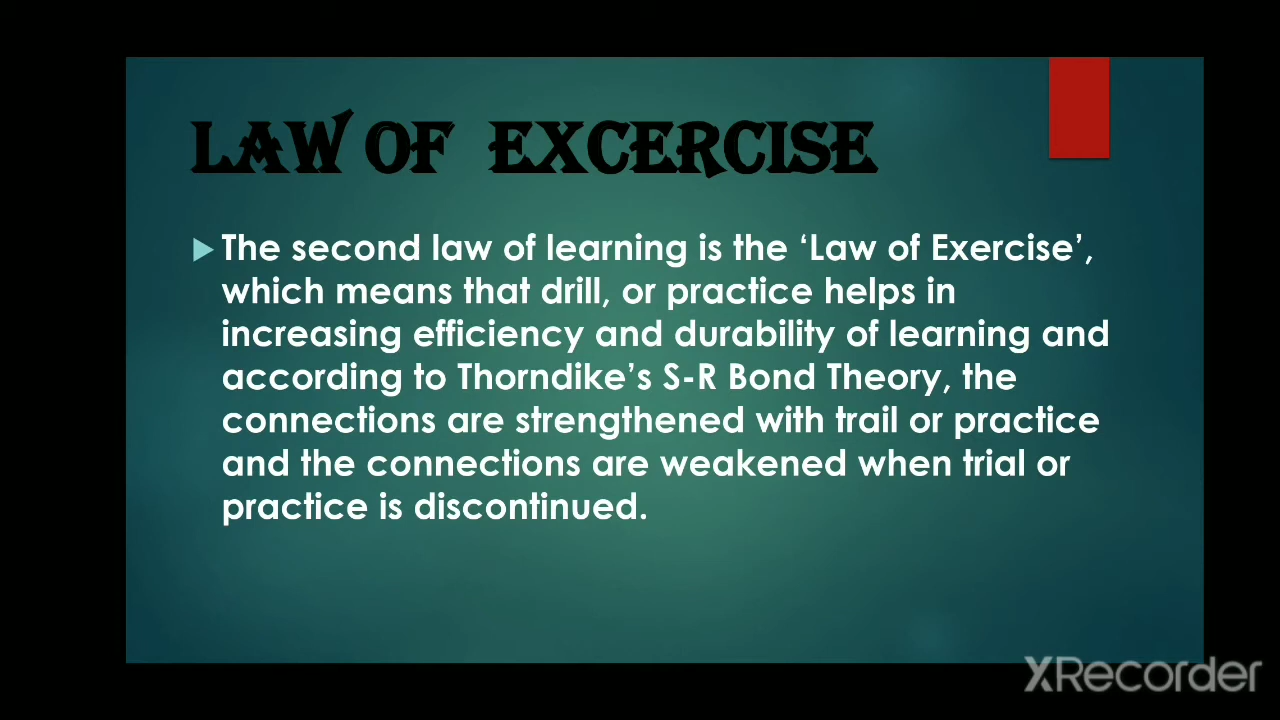 LAW OF EXCERCISE
The second law of learning is the ‘Law of Exercise’,
which means that drill, or practice helps in
increasing efficiency and durability of learning and
according to Thorndike’s S-R Bond Theory, the
connections are strengthened with trail or practice
and the connections are weakened when trial or
practice is discontinued.
XRecorder